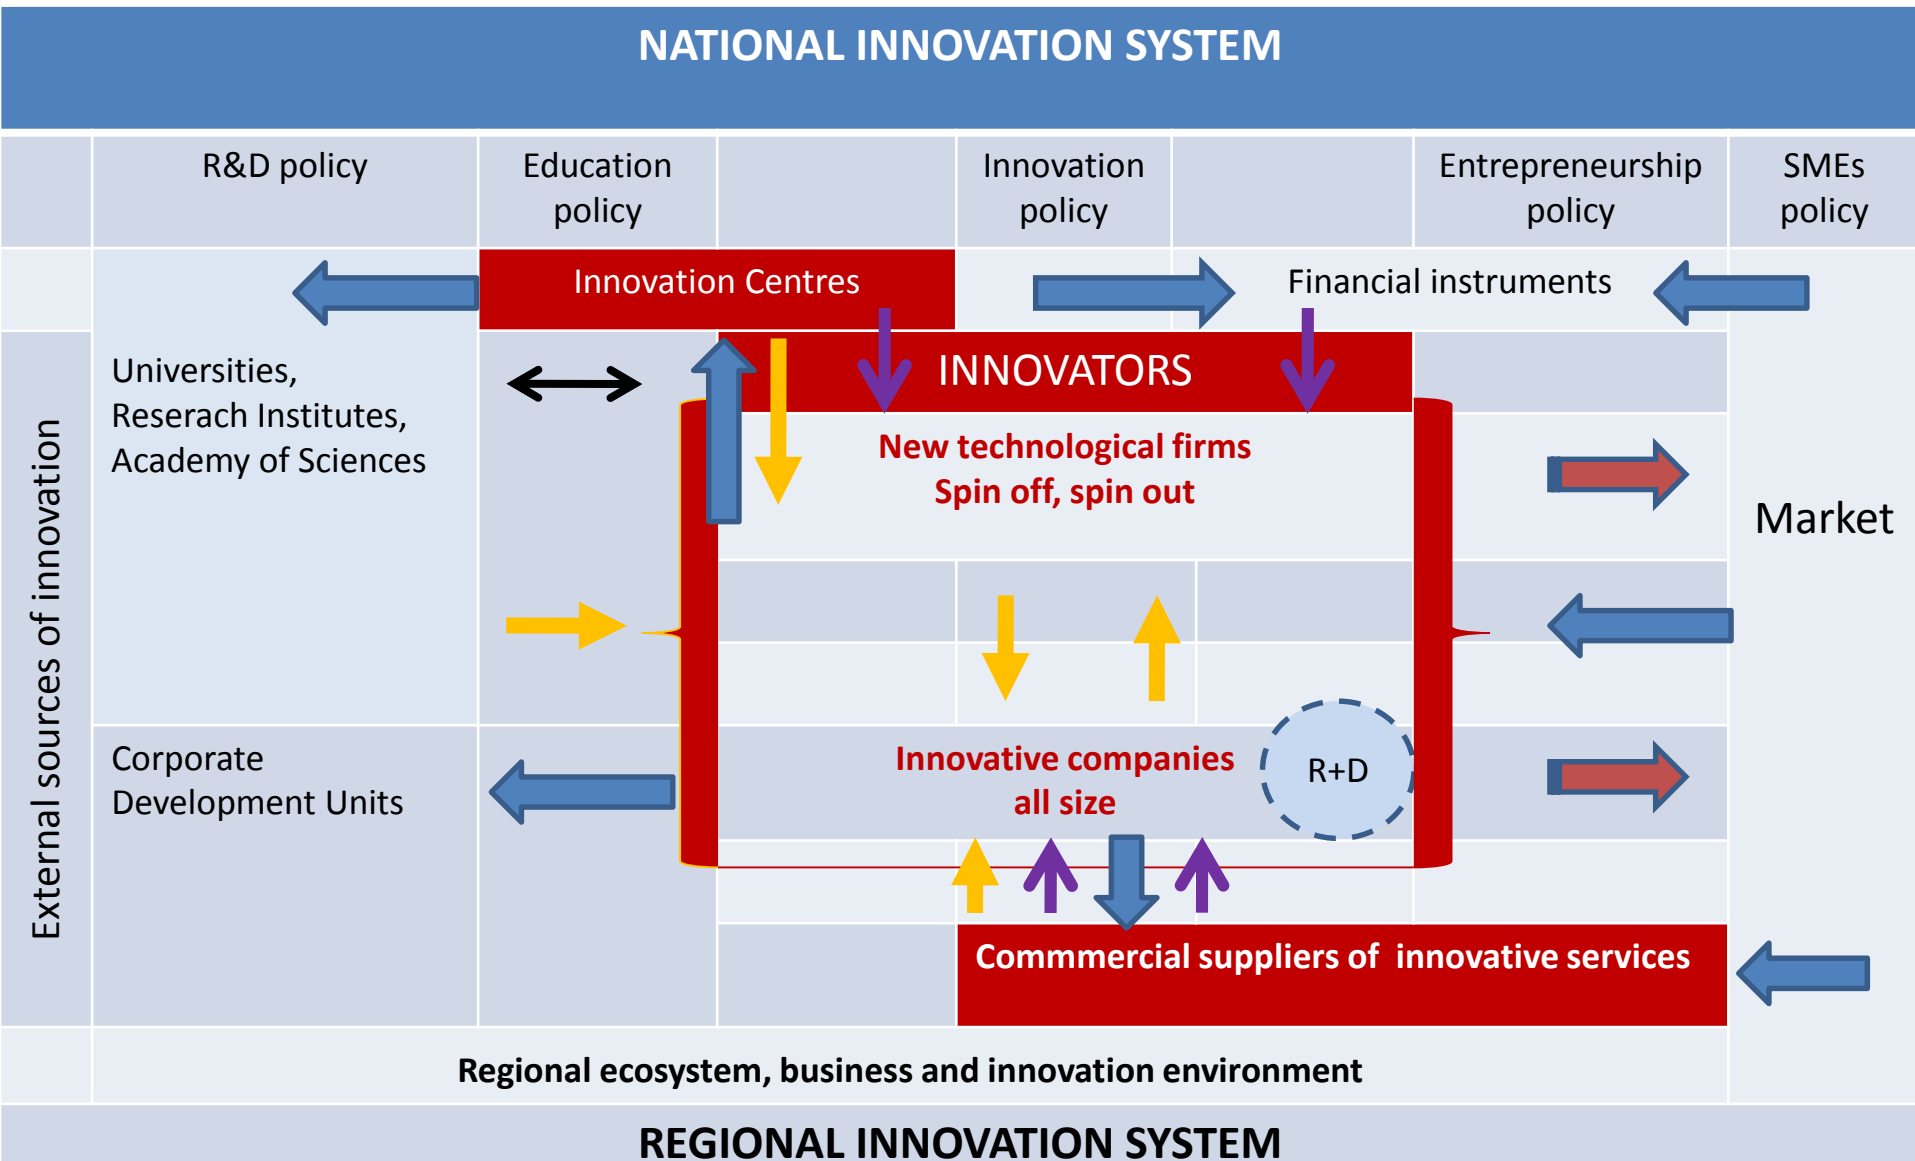 NATIONAL INNOVATION SYSTEM
R&D policy
Education
policy
Innovation
policy
Entrepreneurship
policy
SMEs
policy
Innovation Centres
Financial instruments
External sources of innovation
Universities,
Reserach Institutes,
Academy of Sciences
INNOVATORS
New technological firms
Spin off, spin out
Market
Corporate
Development Units
Innovative companies
all size
R+D
Commmercial suppliers of innovative services
Regional ecosystem, business and innovation environment
REGIONAL INNOVATION SYSTEM